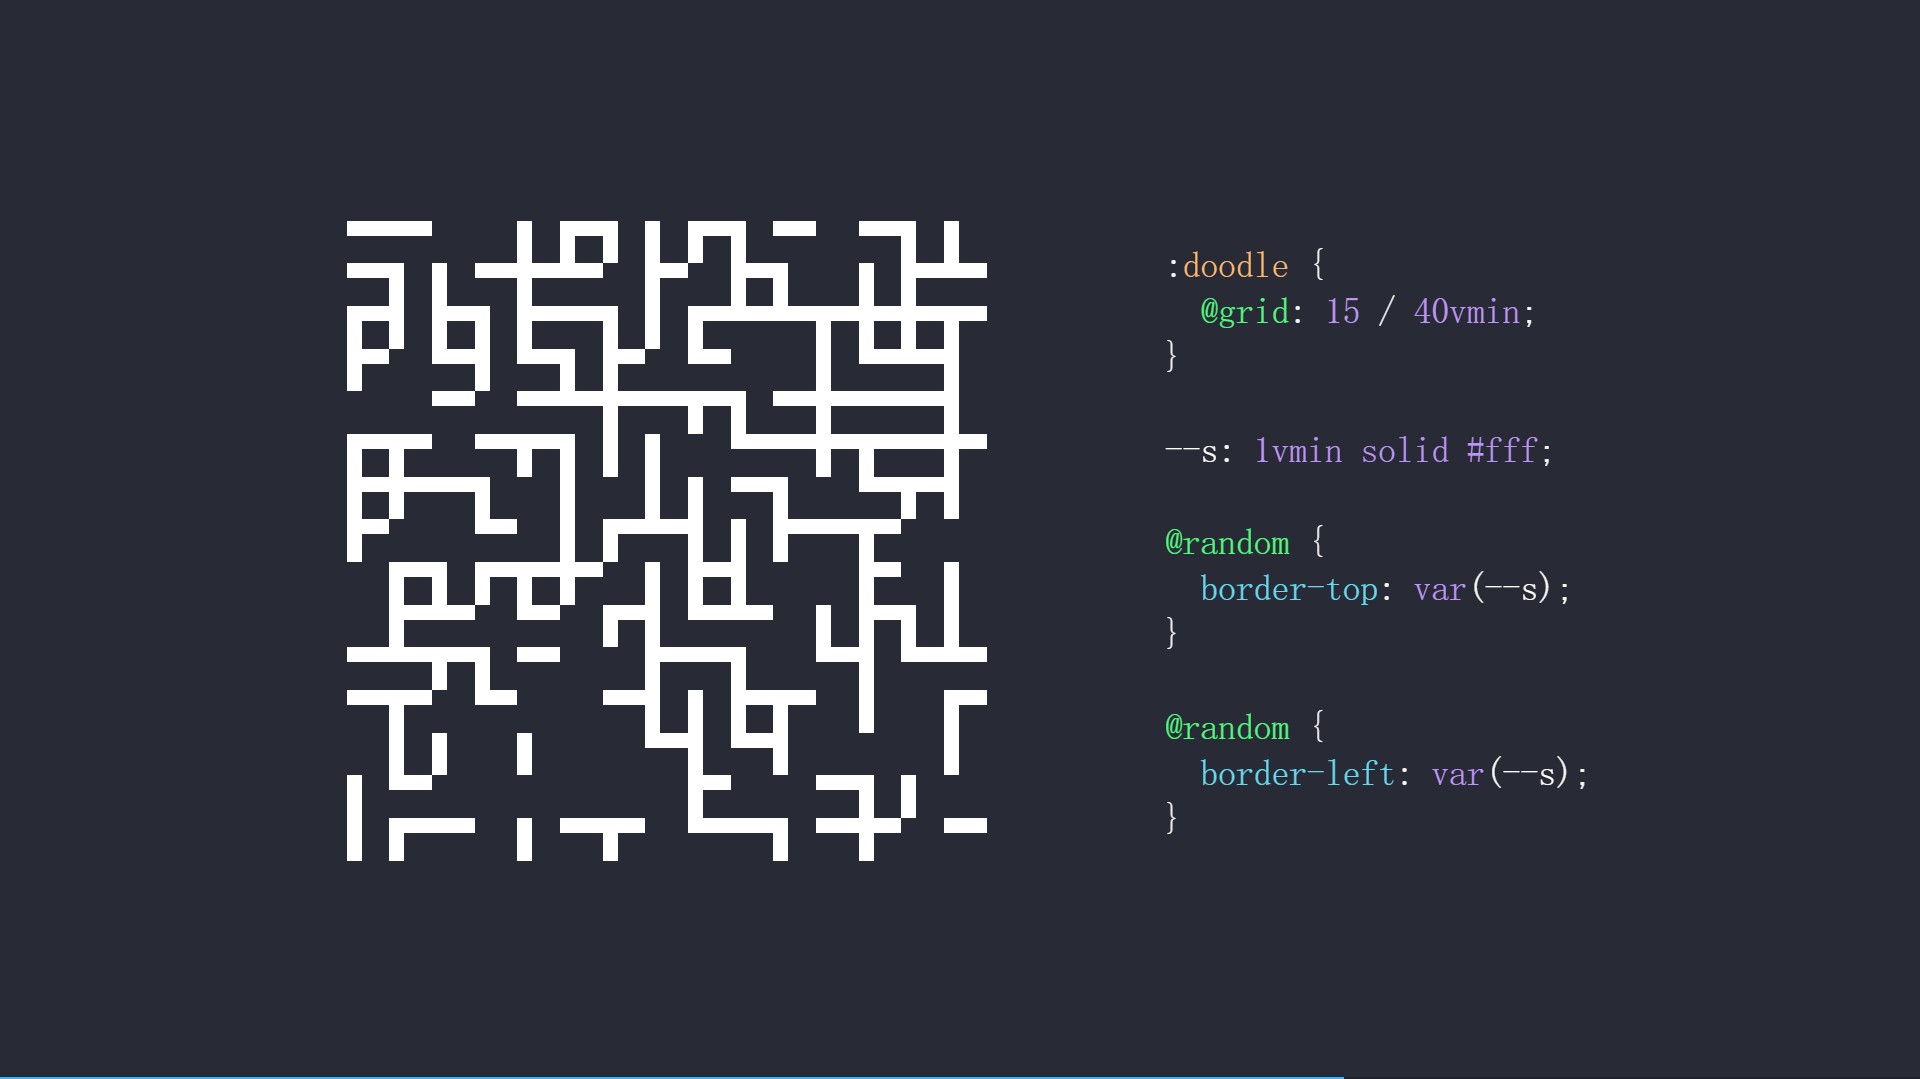 :doodle {
  @grid: 15 / 40vmin;
}

--s: 1vmin solid #fff;

@random {
  border-top: var(--s);
}

@random {
  border-left: var(--s);
}